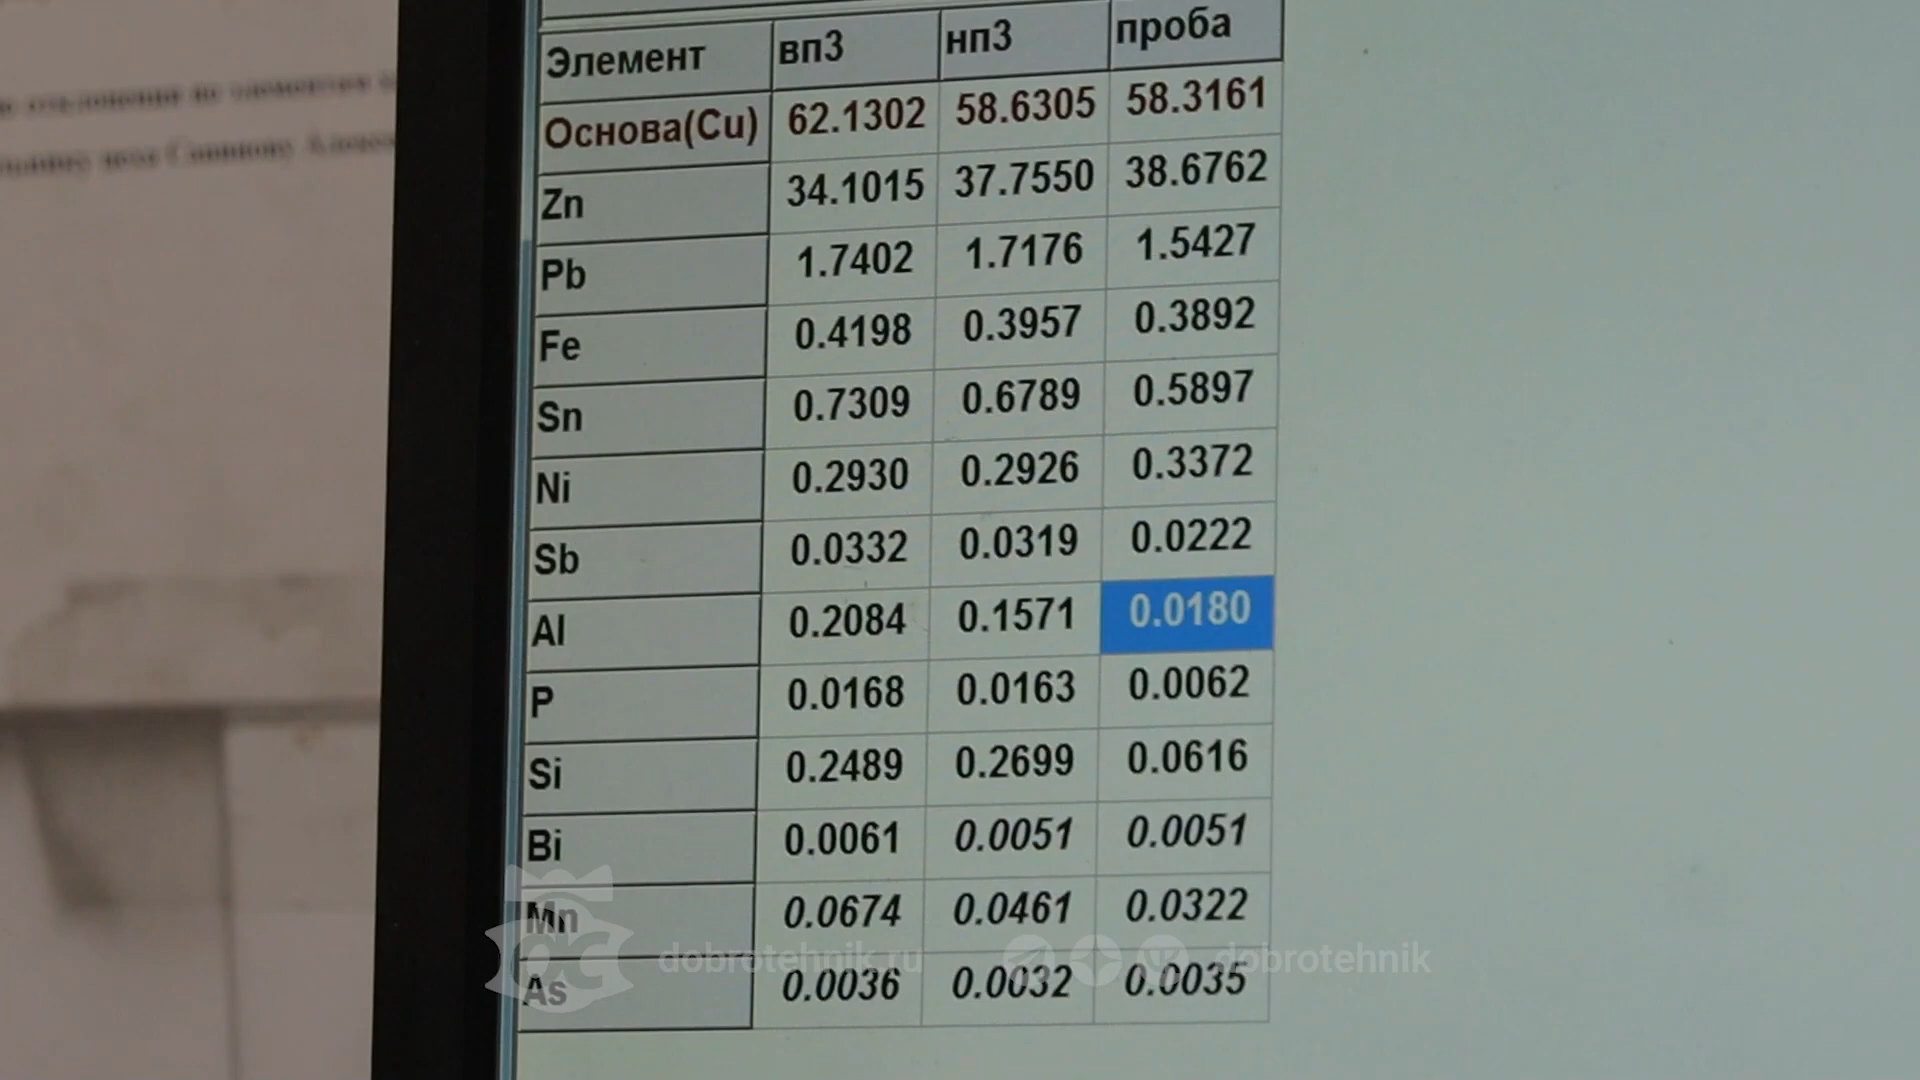 Элемент вп3 нп3 проба
Основа(Cu) 62.1302 58.6305 58.3161
Zn 34.1015 37.7550 38.6762
Pb 1.7402 1.7176 1.5427
Fe 0.4198 0.3957 0.3892
Sn 0.7309 0.6789 0.5897
Ni 0.2930 0.2926 0.3372
Sb 0.0332 0.0319 0.0222
Al 0.2084 0.1571 0.0180
P 0.0168 0.0163 0.0062
Si 0.2489 0.2699 0.0616
Bi 0.0061 0.0051 0.0051
Mn 0.0674 0.0461 0.0322
As 0.0036 0.0032 0.0035
dobrotehnik.ru dobrotehnik
отклонения по элементам
цеха